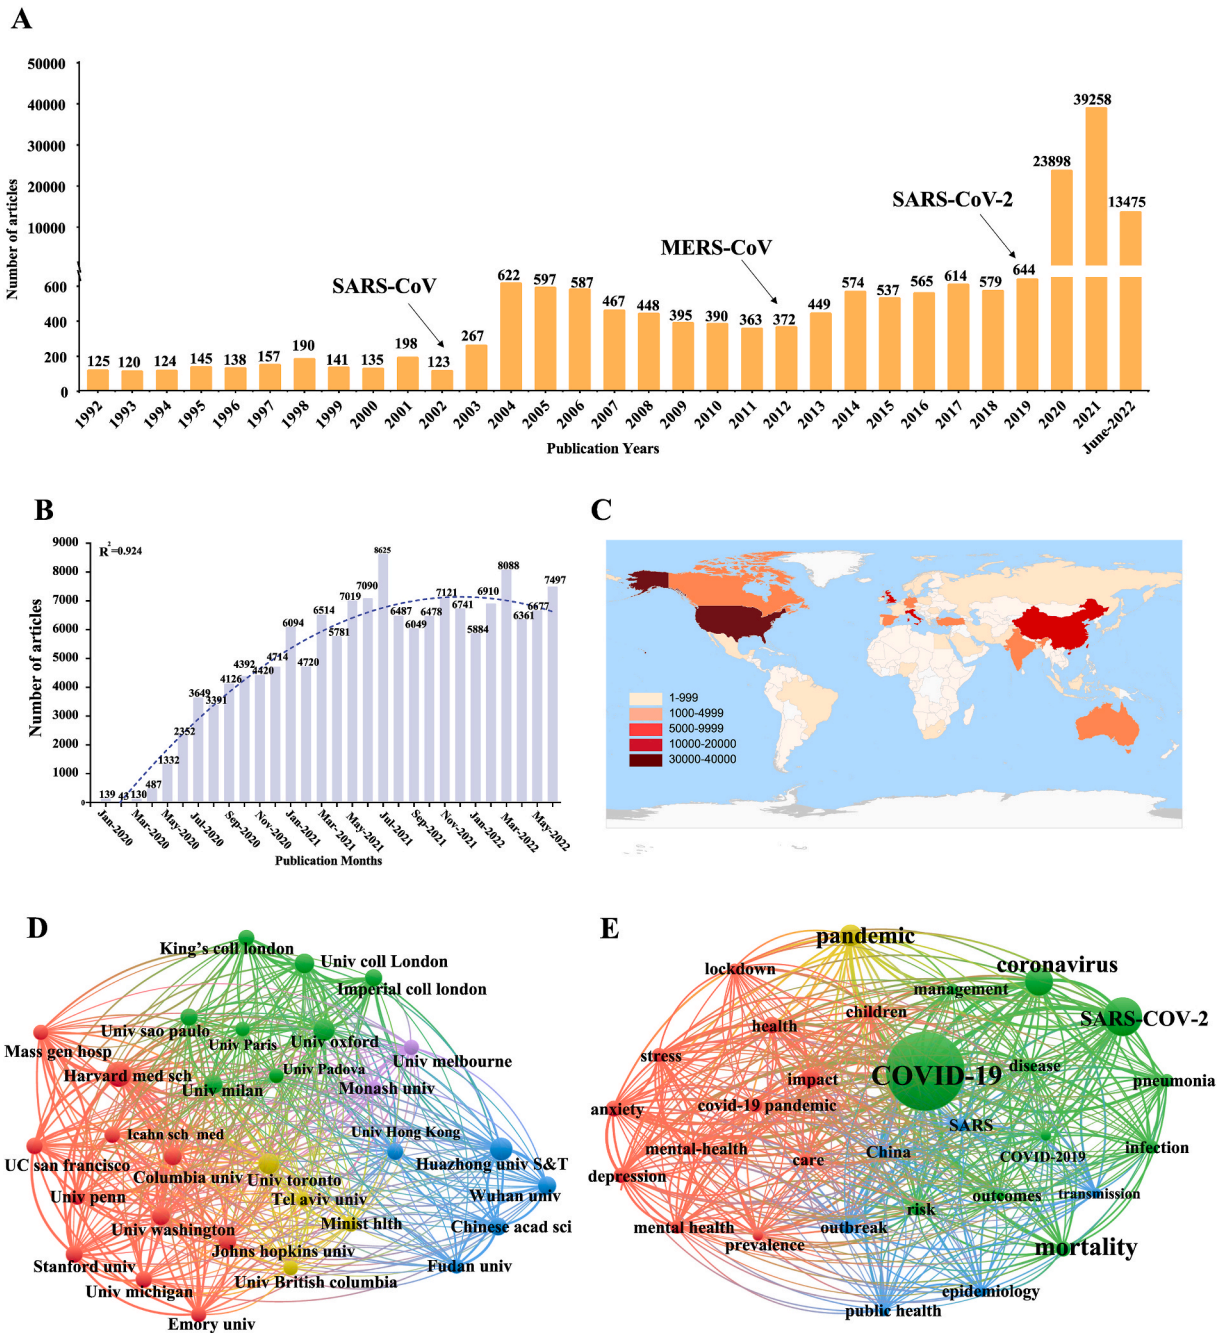 A
50000
40000
30000
20000
10000
600
400
200
0
Number of articles
125
120
124
145
138
157
190
141
135
198
123
267
622
597
587
467
448
395
390
363
372
449
574
537
565
614
579
644
23898
39258
13475
SARS-CoV
MERS-CoV
SARS-CoV-2
1992
1993
1994
1995
1996
1997
1998
1999
2000
2001
2002
2003
2004
2005
2006
2007
2008
2009
2010
2011
2012
2013
2014
2015
2016
2017
2018
2019
2020
2021
June-2022
Publication Years
B
R²=0.924
9000
8000
7000
6000
5000
4000
3000
2000
1000
0
Number of articles
139
43
130
487
1332
2352
3649
3391
4126
4392
4420
4714
6094
4720
6514
5781
7019
7090
8625
6487
6049
6478
7121
6741
5884
6910
8088
6361
6677
7497
Jan-2020
Mar-2020
May-2020
Jul-2020
Sep-2020
Nov-2020
Jan-2021
Mar-2021
May-2021
Jul-2021
Sep-2021
Nov-2021
Jan-2022
Mar-2022
May-2022
Publication Months
C
1-999
1000-4999
5000-9999
10000-20000
30000-40000
D
King's coll london
Univ coll London
Imperial coll london
Univ sao paulo
Univ Paris
Univ oxford
Mass gen hosp
Univ melbourne
Harvard med sch
Univ Padova
Univ milan
Monash univ
Icahn sch med
Univ Hong Kong
UC san francisco
Columbia univ
Univ toronto
Huazhong univ S&T
Univ penn
Tel aviv univ
Wuhan univ
Univ washington
Minist hlth
Chinese acad sci
Johns hopkins univ
Stanford univ
Fudan univ
Univ michigan
Univ British columbia
Emory univ
E
pandemic
lockdown
coronavirus
management
children
health
SARS-COV-2
stress
disease
COVID-19
impact
pneumonia
anxiety
covid-19 pandemic
SARS
mental-health
China
infection
care
COVID-2019
depression
transmission
outcomes
risk
mental health
outbreak
prevalence
mortality
epidemiology
public health